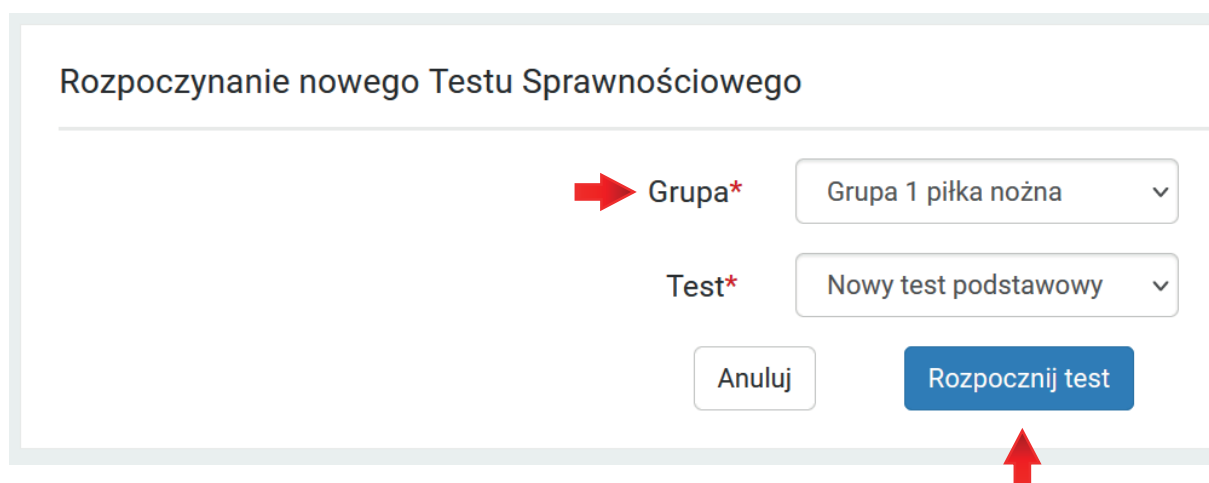 Rozpoczynanie nowego Testu Sprawnościowego
Grupa* Grupa 1 piłka nożna
Test* Nowy test podstawowy
Anuluj Rozpocznij test